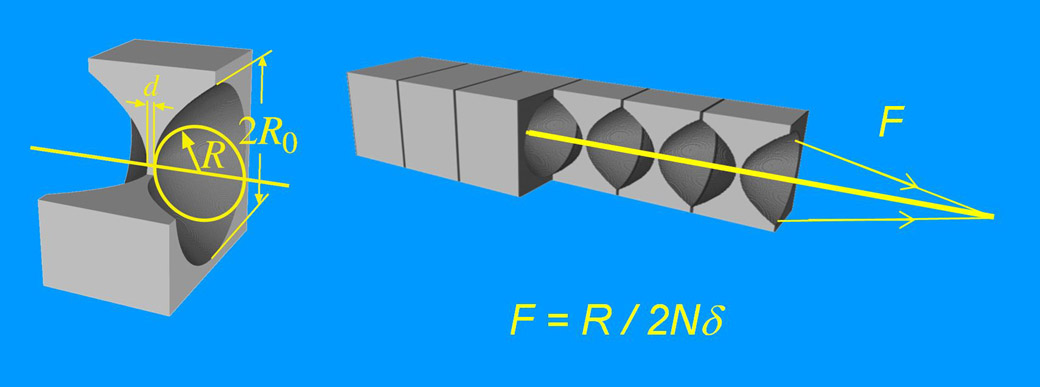 d
R
2R₀
F
F = R / 2Nδ